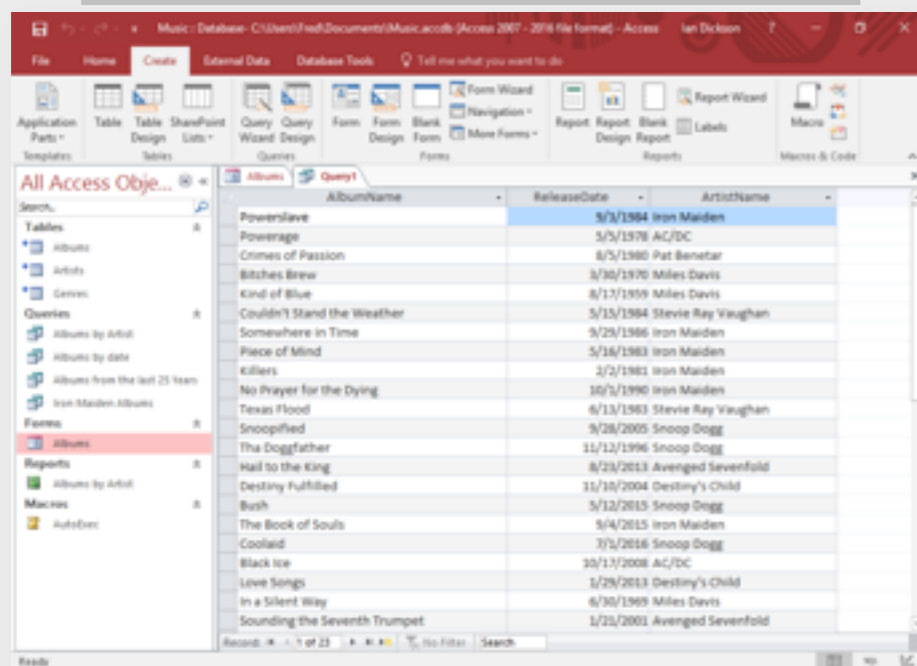 Music : Database- C:\Users\Fred\Documents\Music.accdb (Access 2007 - 2016 file format) - Access Ian Dickson ?
File Home Create External Data Database Tools Tell me what you want to do
Application Parts Table Table Design SharePoint Lists Query Wizard Query Design Form Form Design Blank Form Form Wizard Navigation More Forms Report Report Design Blank Report Report Wizard Labels Macro
Templates Tables Queries Forms Reports Macros & Code
All Access Obje...
Search...
Tables
Albums
Artists
Genres
Queries
Albums by Artist
Albums by date
Albums from the last 25 Years
Iron Maiden Albums
Forms
Albums
Reports
Albums by Artist
Macros
AutoExec
Albums Query1
AlbumName ReleaseDate ArtistName
Powerslave 9/3/1984 Iron Maiden
Powerage 5/5/1978 AC/DC
Crimes of Passion 8/5/1980 Pat Benetar
Bitches Brew 3/30/1970 Miles Davis
Kind of Blue 8/17/1959 Miles Davis
Couldn't Stand the Weather 5/15/1984 Stevie Ray Vaughan
Somewhere in Time 9/29/1986 Iron Maiden
Piece of Mind 5/16/1983 Iron Maiden
Killers 2/2/1981 Iron Maiden
No Prayer for the Dying 10/1/1990 Iron Maiden
Texas Flood 6/13/1983 Stevie Ray Vaughan
Snoopified 9/28/2005 Snoop Dogg
Tha Doggfather 11/12/1996 Snoop Dogg
Hail to the King 8/23/2013 Avenged Sevenfold
Destiny Fulfilled 11/10/2004 Destiny's Child
Bush 5/12/2015 Snoop Dogg
The Book of Souls 9/4/2015 Iron Maiden
Coolaid 7/1/2016 Snoop Dogg
Black Ice 10/17/2008 AC/DC
Love Songs 1/29/2013 Destiny's Child
In a Silent Way 6/30/1969 Miles Davis
Sounding the Seventh Trumpet 1/21/2001 Avenged Sevenfold
Record: 1 of 23 No Filter Search
Ready